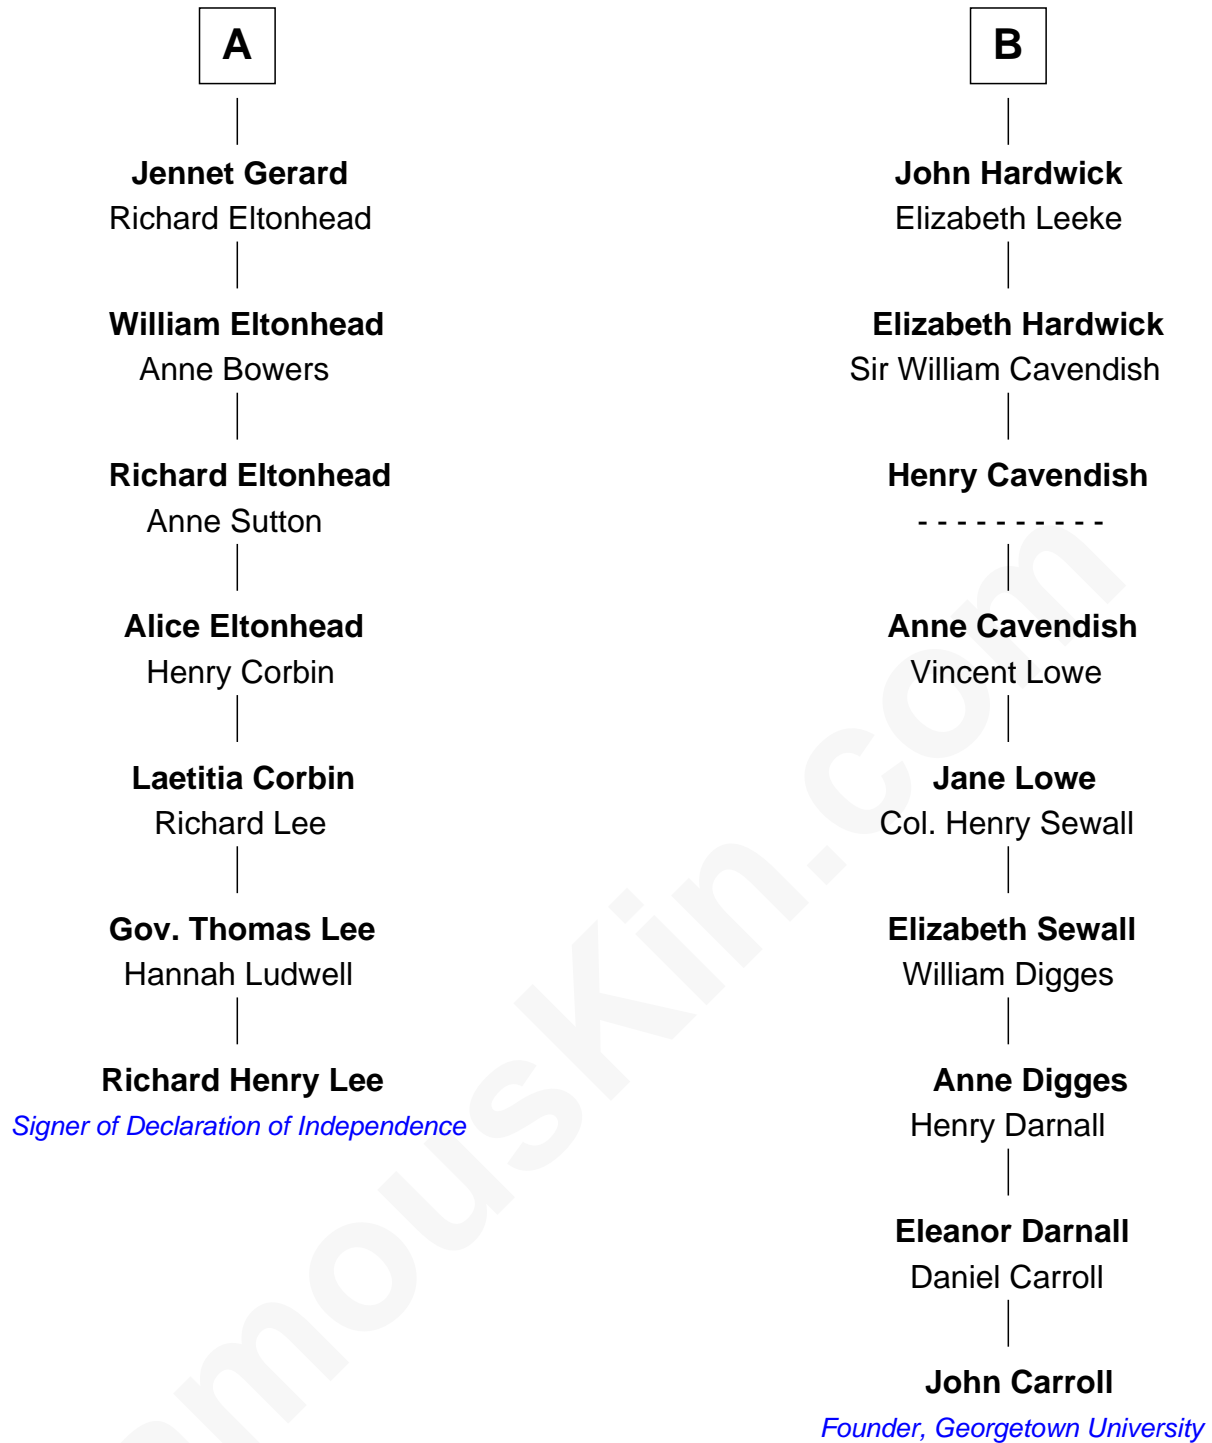 A
Jennet Gerard
Richard Eltonhead
William Eltonhead
Anne Bowers
Richard Eltonhead
Anne Sutton
Alice Eltonhead
Henry Corbin
Laetitia Corbin
Richard Lee
Gov. Thomas Lee
Hannah Ludwell
Richard Henry Lee
Signer of Declaration of Independence
B
John Hardwick
Elizabeth Leeke
Elizabeth Hardwick
Sir William Cavendish
Henry Cavendish
- - - - - - - - - -
Anne Cavendish
Vincent Lowe
Jane Lowe
Col. Henry Sewall
Elizabeth Sewall
William Digges
Anne Digges
Henry Darnall
Eleanor Darnall
Daniel Carroll
John Carroll
Founder, Georgetown University
amouskin.com